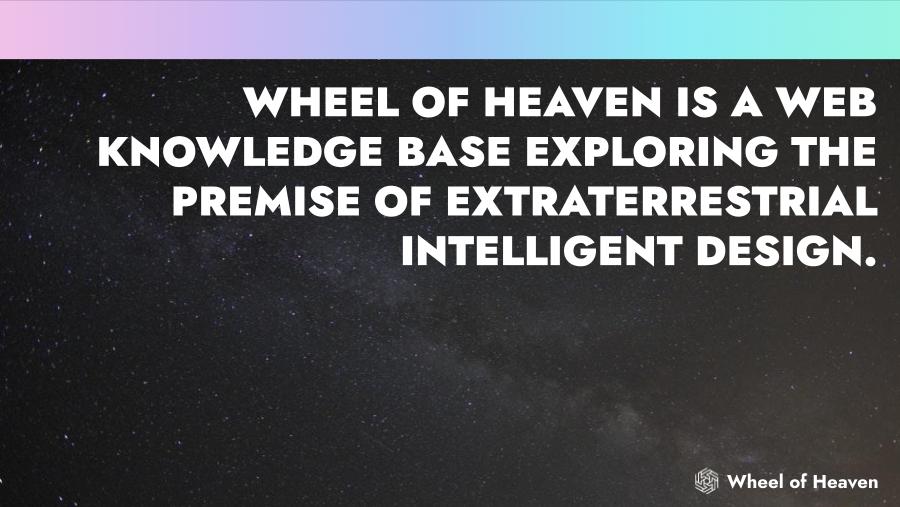 WHEEL OF HEAVEN IS A WEB
KNOWLEDGE BASE EXPLORING THE
PREMISE OF EXTRATERRESTRIAL
INTELLIGENT DESIGN.
Wheel of Heaven